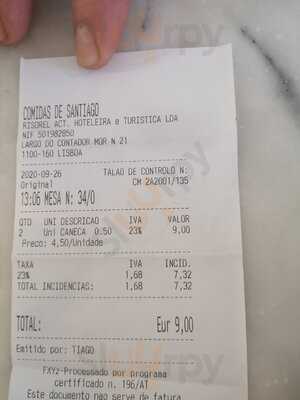 COMIDAS DE SANTIAGO
RISOREL ACT. HOTELEIRA e TURISTICA LDA
NIF 501982850
LARGO DO CONTADOR MOR N 21
1100-160 LISBOA
2020-09-26 TALAO DE CONTROLO N:
Original CM 2A2001/135
13:06 MESA N: 34/0
QTD UNI DESCRICAO IVA VALOR
2 Uni CANECA 0.50 23% 9,00
Preco: 4,50/Unidade
TAXA IVA INCID.
23% 1,68 7,32
TOTAL INCIDENCIAS: 1,68 7,32
TOTAL: Eur 9,00
Emitido por: TIAGO
FXYz-Processado por programa
certificado n. 196/AT
Este documento nao serve de fatura